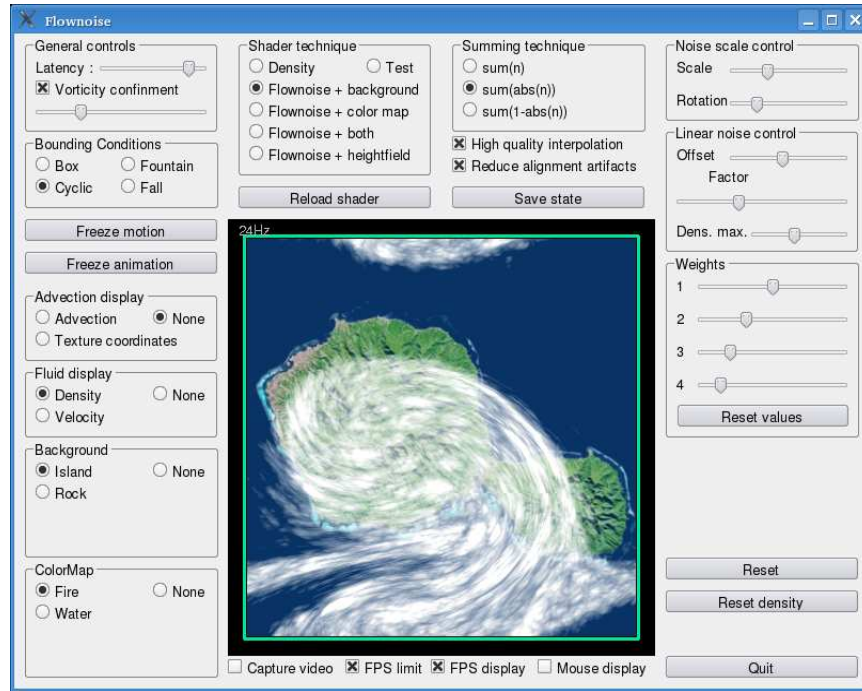 Flownoise
General controls
Latency :
Vorticity confinment
Bounding Conditions
Box
Fountain
Cyclic
Fall
Freeze motion
Freeze animation
Advection display
Advection
None
Texture coordinates
Fluid display
Density
None
Velocity
Background
Island
None
Rock
ColorMap
Fire
None
Water
Shader technique
Density
Test
Flownoise + background
Flownoise + color map
Flownoise + both
Flownoise + heightfield
Reload shader
Summing technique
sum(n)
sum(abs(n))
sum(1-abs(n))
High quality interpolation
Reduce alignment artifacts
Save state
24Hz
Capture video
FPS limit
FPS display
Mouse display
Noise scale control
Scale
Rotation
Linear noise control
Offset
Factor
Dens. max.
Weights
1
2
3
4
Reset values
Reset
Reset density
Quit